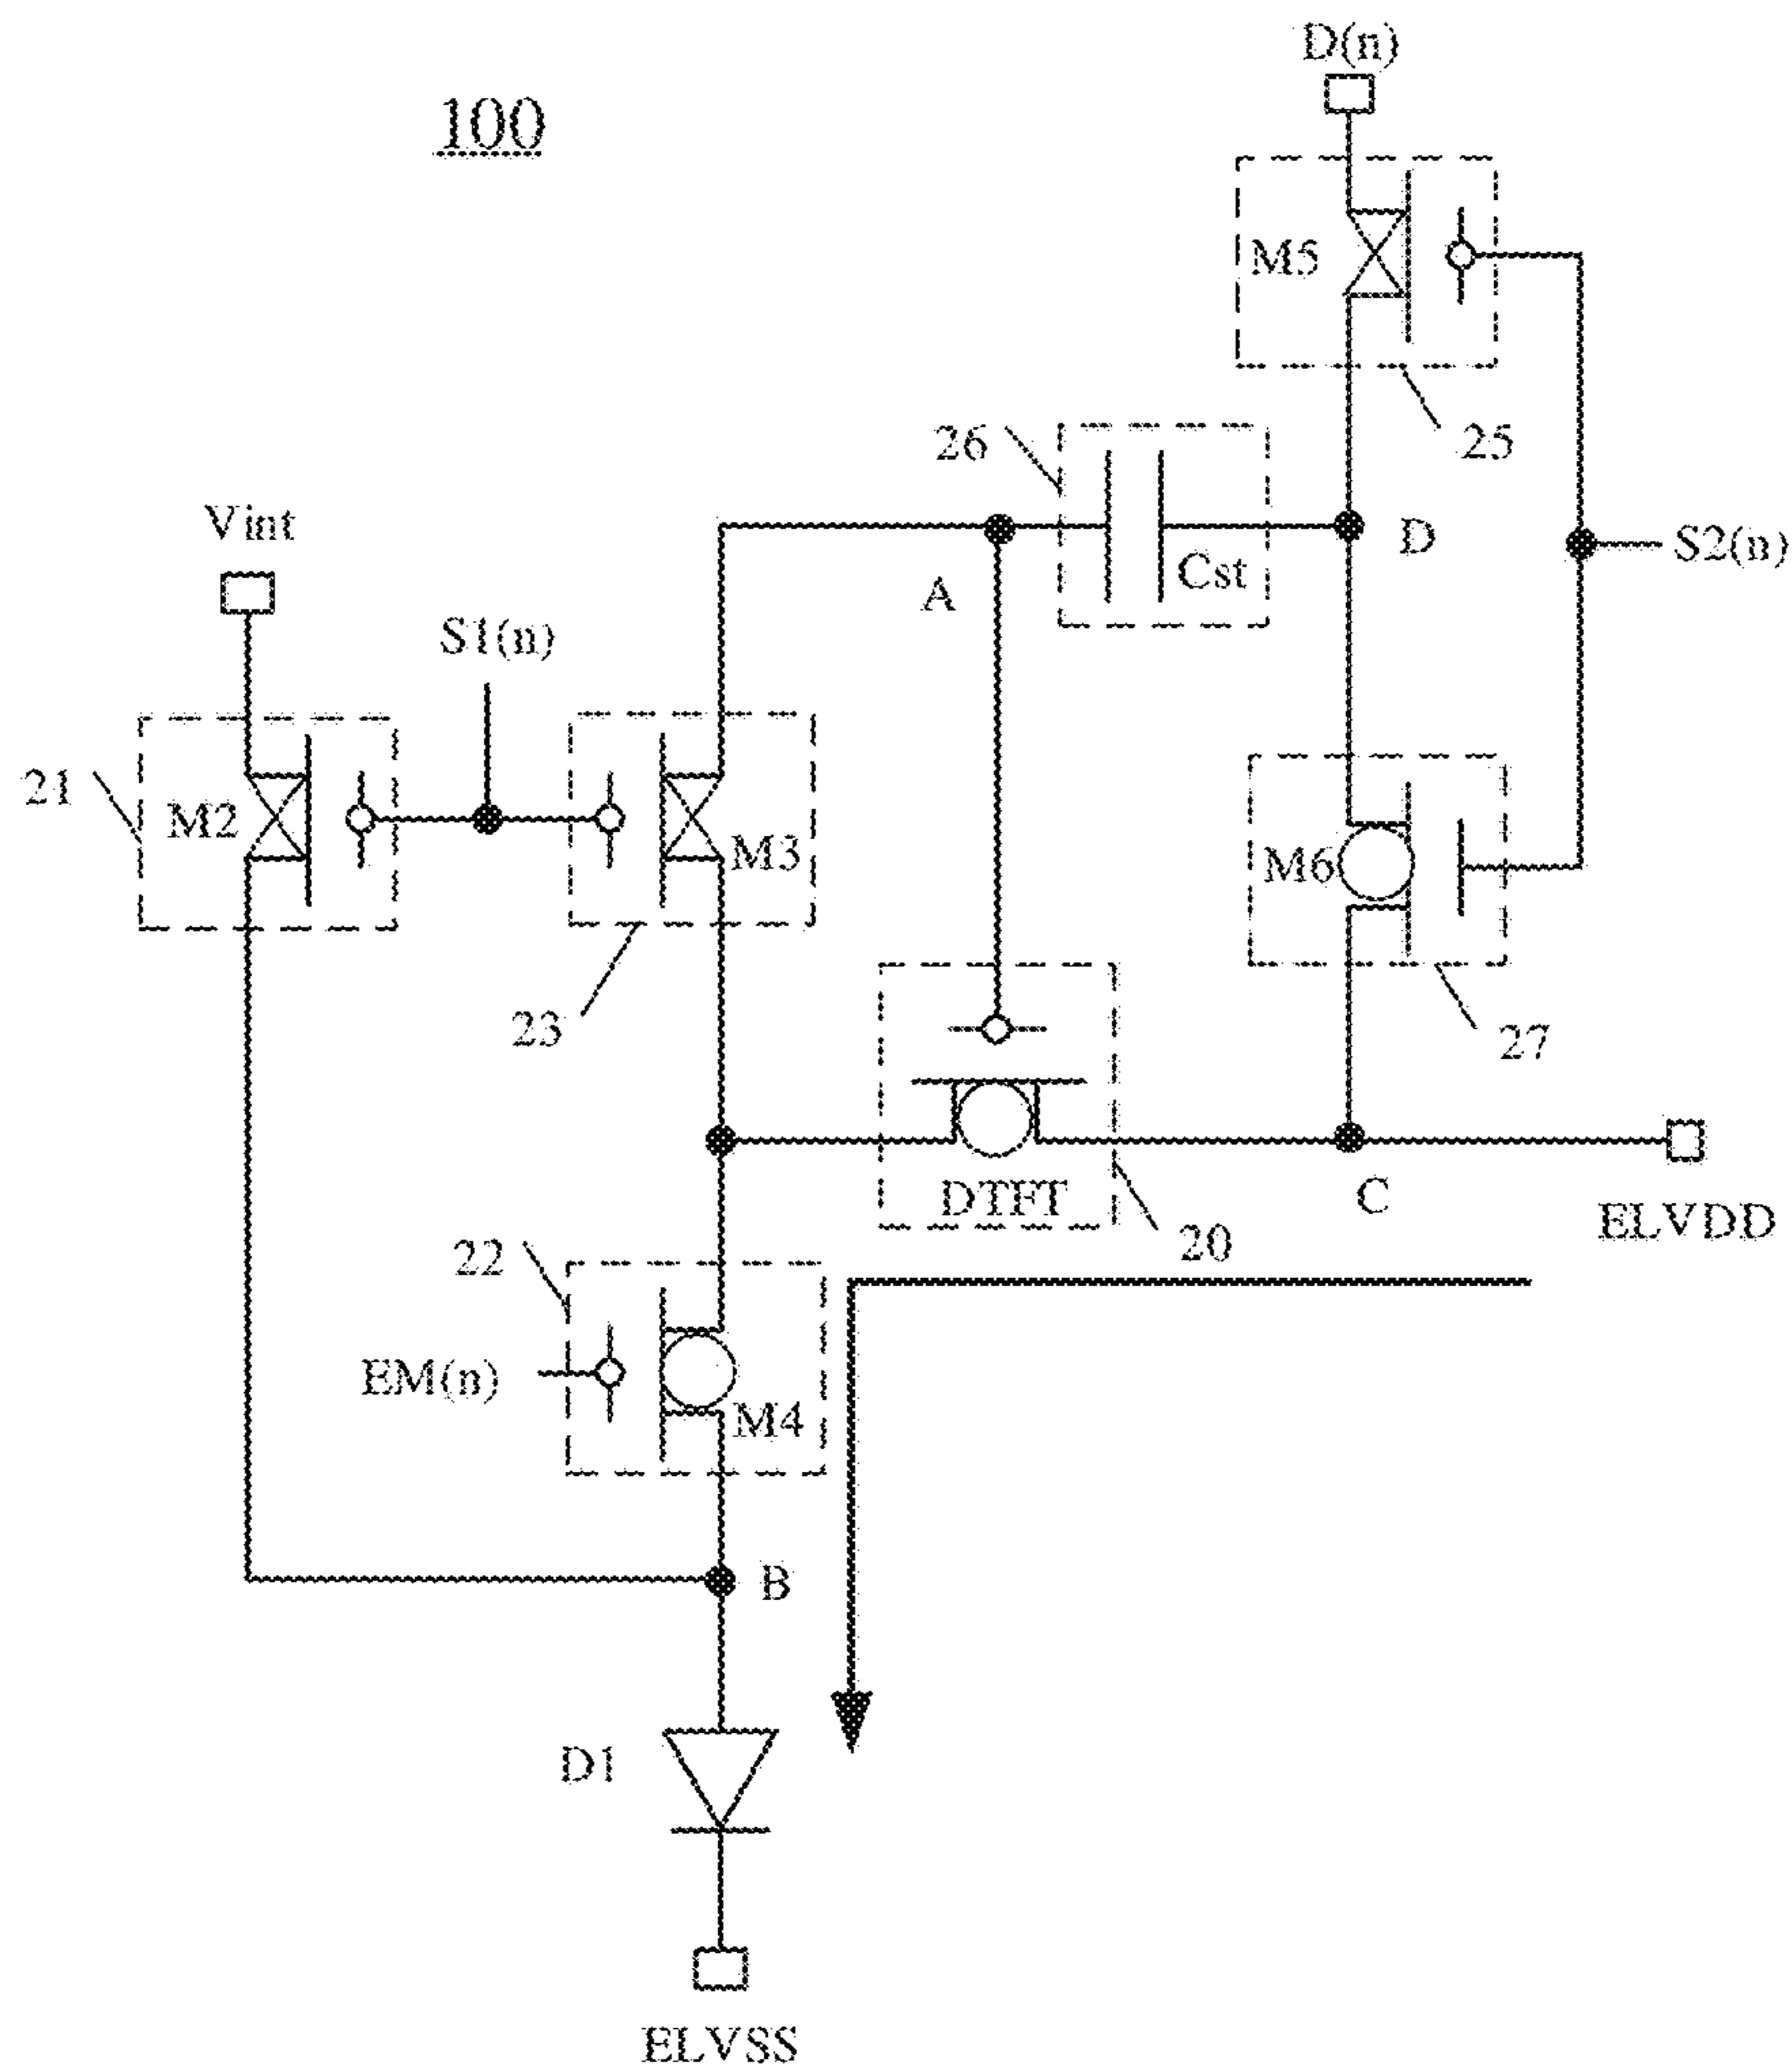 D(n)
100
M5
26
25
Vint
D
S2(n)
Cst
A
S1(n)
21
M2
M3
M6
23
27
DTFT
C
20
ELVDD
22
EM(n)
M4
B
D1
ELVSS